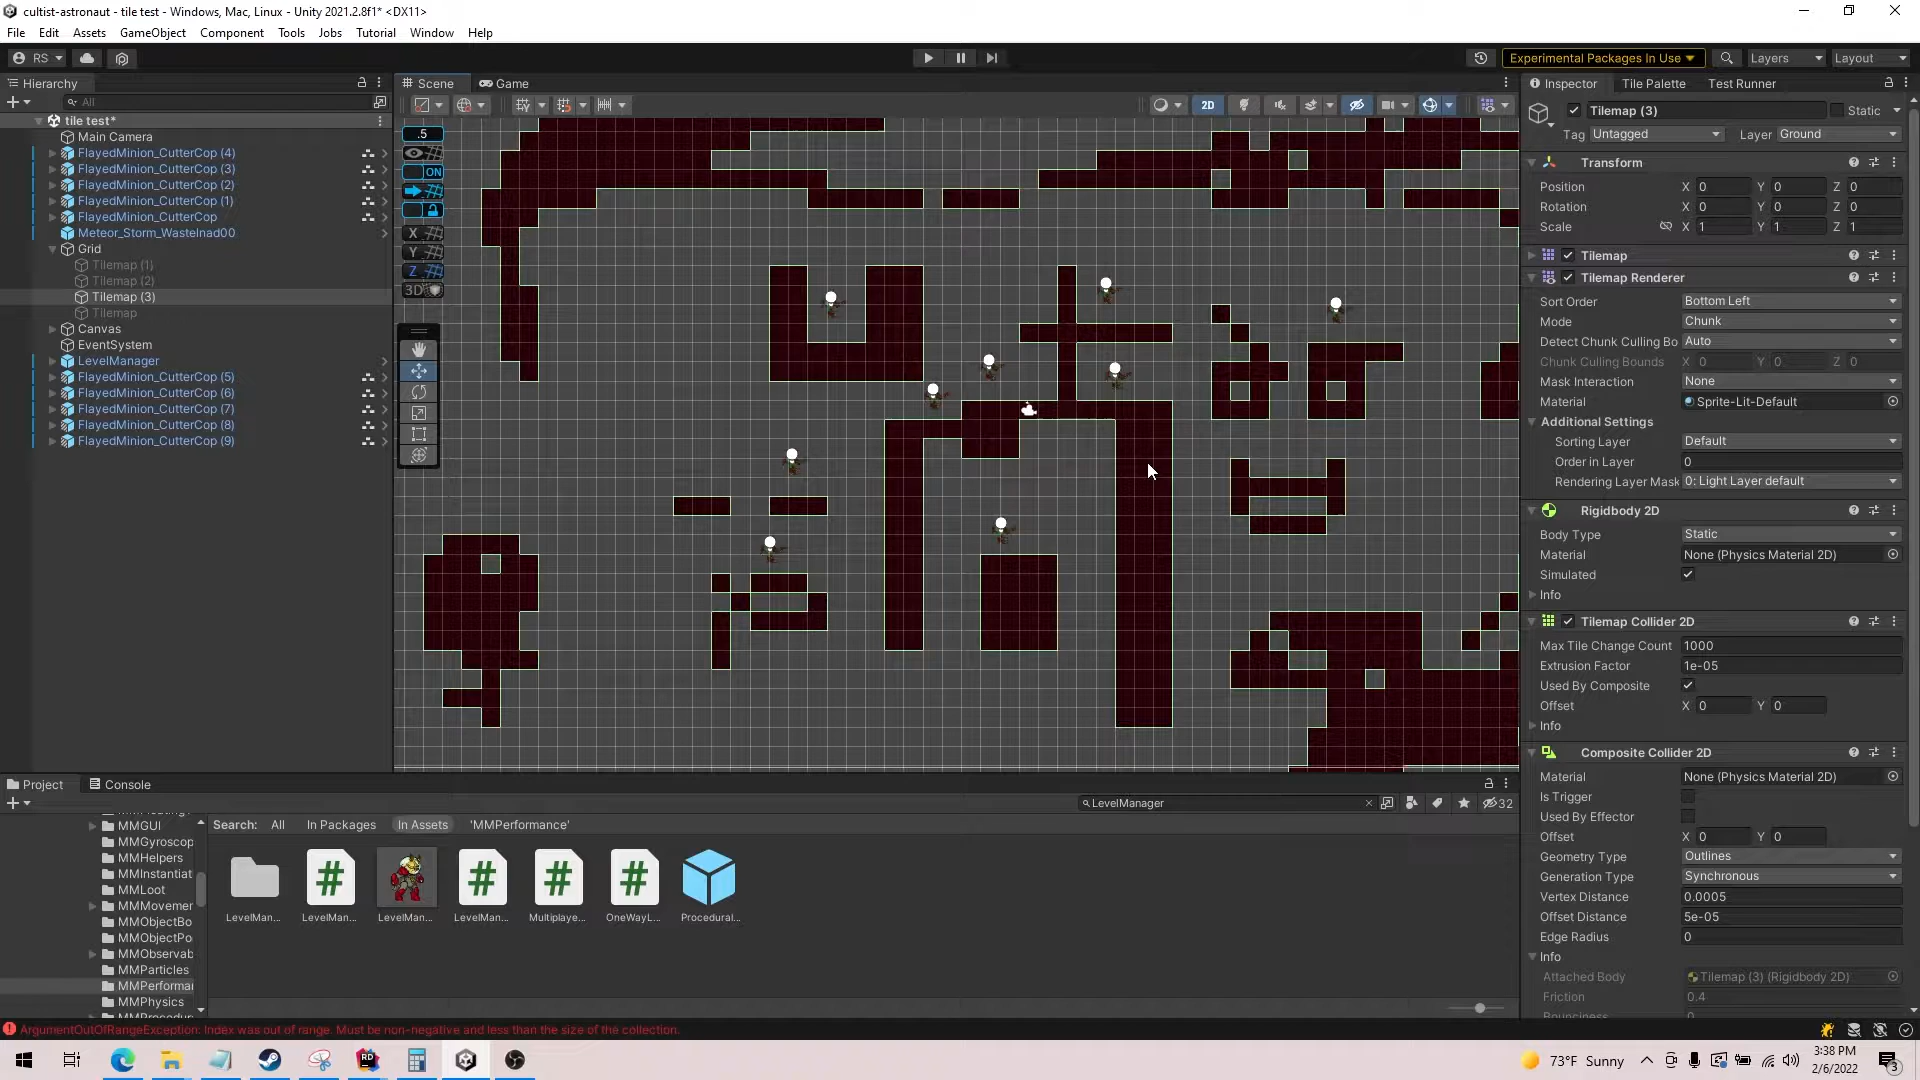 cultist-astronaut - tile test - Windows, Mac, Linux - Unity 2021.2.8f1* <DX11>
File Edit Assets GameObject Component Tools Jobs Tutorial Window Help
RS
Experimental Packages In Use
Layers
Layout
Hierarchy
Scene
Game
Inspector
Tile Palette
Test Runner
All
2D
tile test*
Main Camera
FlayedMinion_CutterCop (4)
FlayedMinion_CutterCop (3)
FlayedMinion_CutterCop (2)
FlayedMinion_CutterCop (1)
FlayedMinion_CutterCop
Meteor_Storm_Wastelnad00
Grid
Tilemap (1)
Tilemap (2)
Tilemap (3)
Tilemap
Canvas
EventSystem
LevelManager
FlayedMinion_CutterCop (5)
FlayedMinion_CutterCop (6)
FlayedMinion_CutterCop (7)
FlayedMinion_CutterCop (8)
FlayedMinion_CutterCop (9)
.5
ON
X
Y
Z
3D
Tilemap (3)
Static
Tag Untagged
Layer Ground
Transform
Position X 0 Y 0 Z 0
Rotation X 0 Y 0 Z 0
Scale X 1 Y 1 Z 1
Tilemap
Tilemap Renderer
Sort Order Bottom Left
Mode Chunk
Detect Chunk Culling Bo Auto
Chunk Culling Bounds X 0 Y 0 Z 0
Mask Interaction None
Material Sprite-Lit-Default
Additional Settings
Sorting Layer Default
Order in Layer 0
Rendering Layer Mask 0: Light Layer default
Rigidbody 2D
Body Type Static
Material None (Physics Material 2D)
Simulated
Info
Tilemap Collider 2D
Max Tile Change Count 1000
Extrusion Factor 1e-05
Used By Composite
Offset X 0 Y 0
Info
Composite Collider 2D
Material None (Physics Material 2D)
Is Trigger
Used By Effector
Offset X 0 Y 0
Geometry Type Outlines
Generation Type Synchronous
Vertex Distance 0.0005
Offset Distance 5e-05
Edge Radius 0
Info
Attached Body Tilemap (3) (Rigidbody 2D)
Friction 0.4
Project
Console
LevelManager
32
Search: All In Packages In Assets 'MMPerformance'
MMGUI
MMGyroscop
MMHelpers
MMInstantiat
MMLoot
MMMovemer
MMObjectBo
MMObjectPo
MMObservab
MMParticles
MMPerformar
MMPhysics
LevelMan...
LevelMan...
LevelMan...
LevelMan...
Multiplaye...
OneWayL...
Procedural...
ArgumentOutOfRangeException: Index was out of range. Must be non-negative and less than the size of the collection.
RD
73°F Sunny
3:38 PM
2/6/2022
3